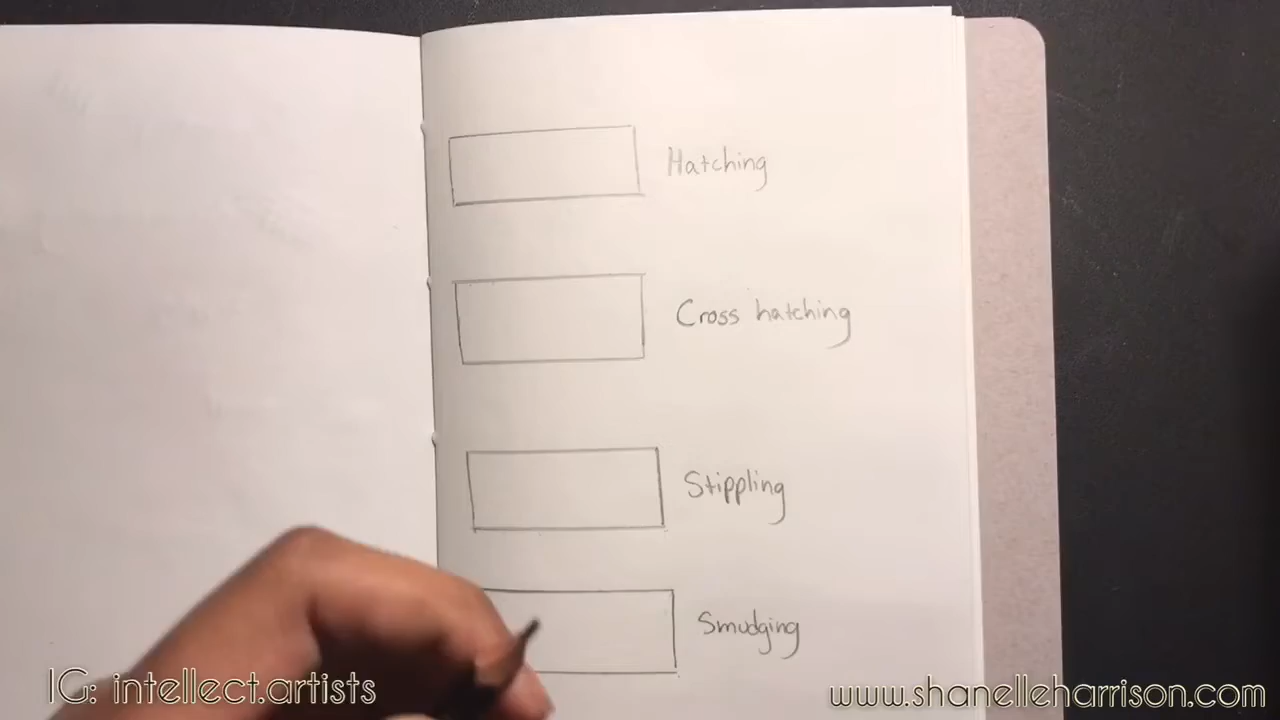 Hatching
Cross hatching
Stippling
Smudging
IG: intellect.artists
www.shanelleharrison.com